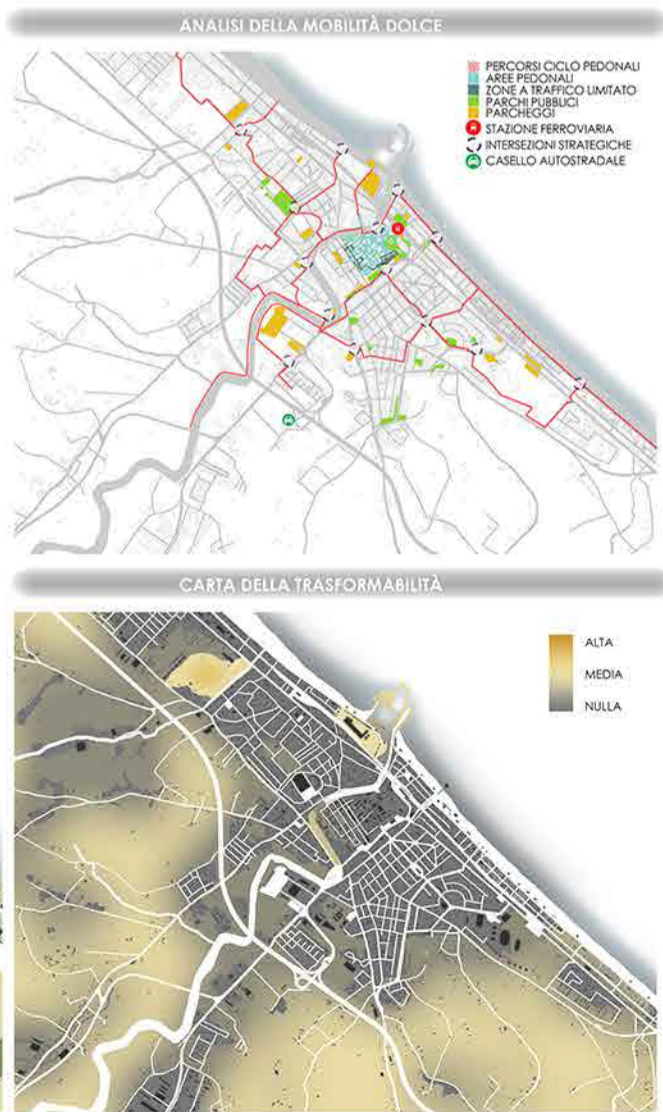 ANALISI DELLA MOBILITÀ DOLCE
PERCORSI CICLO PEDONALI
AREE PEDONALI
ZONE A TRAFFICO LIMITATO
PARCHI PUBBLICI
PARCHEGGI
STAZIONE FERROVIARIA
INTERSEZIONI STRATEGICHE
CASELLO AUTOSTRADALE
CARTA DELLA TRASFORMABILITÀ
ALTA
MEDIA
NULLA